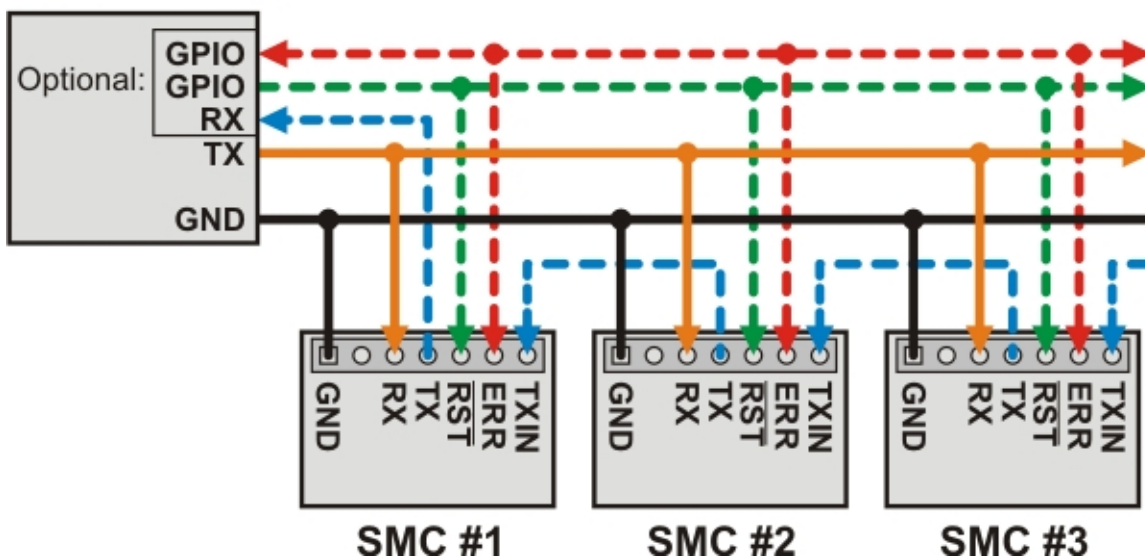 GPIO
Optional: GPIO
RX
TX
GND
GND RX TX RST ERR TXIN
GND RX TX RST ERR TXIN
GND RX TX RST ERR TXIN
SMC #1 SMC #2 SMC #3